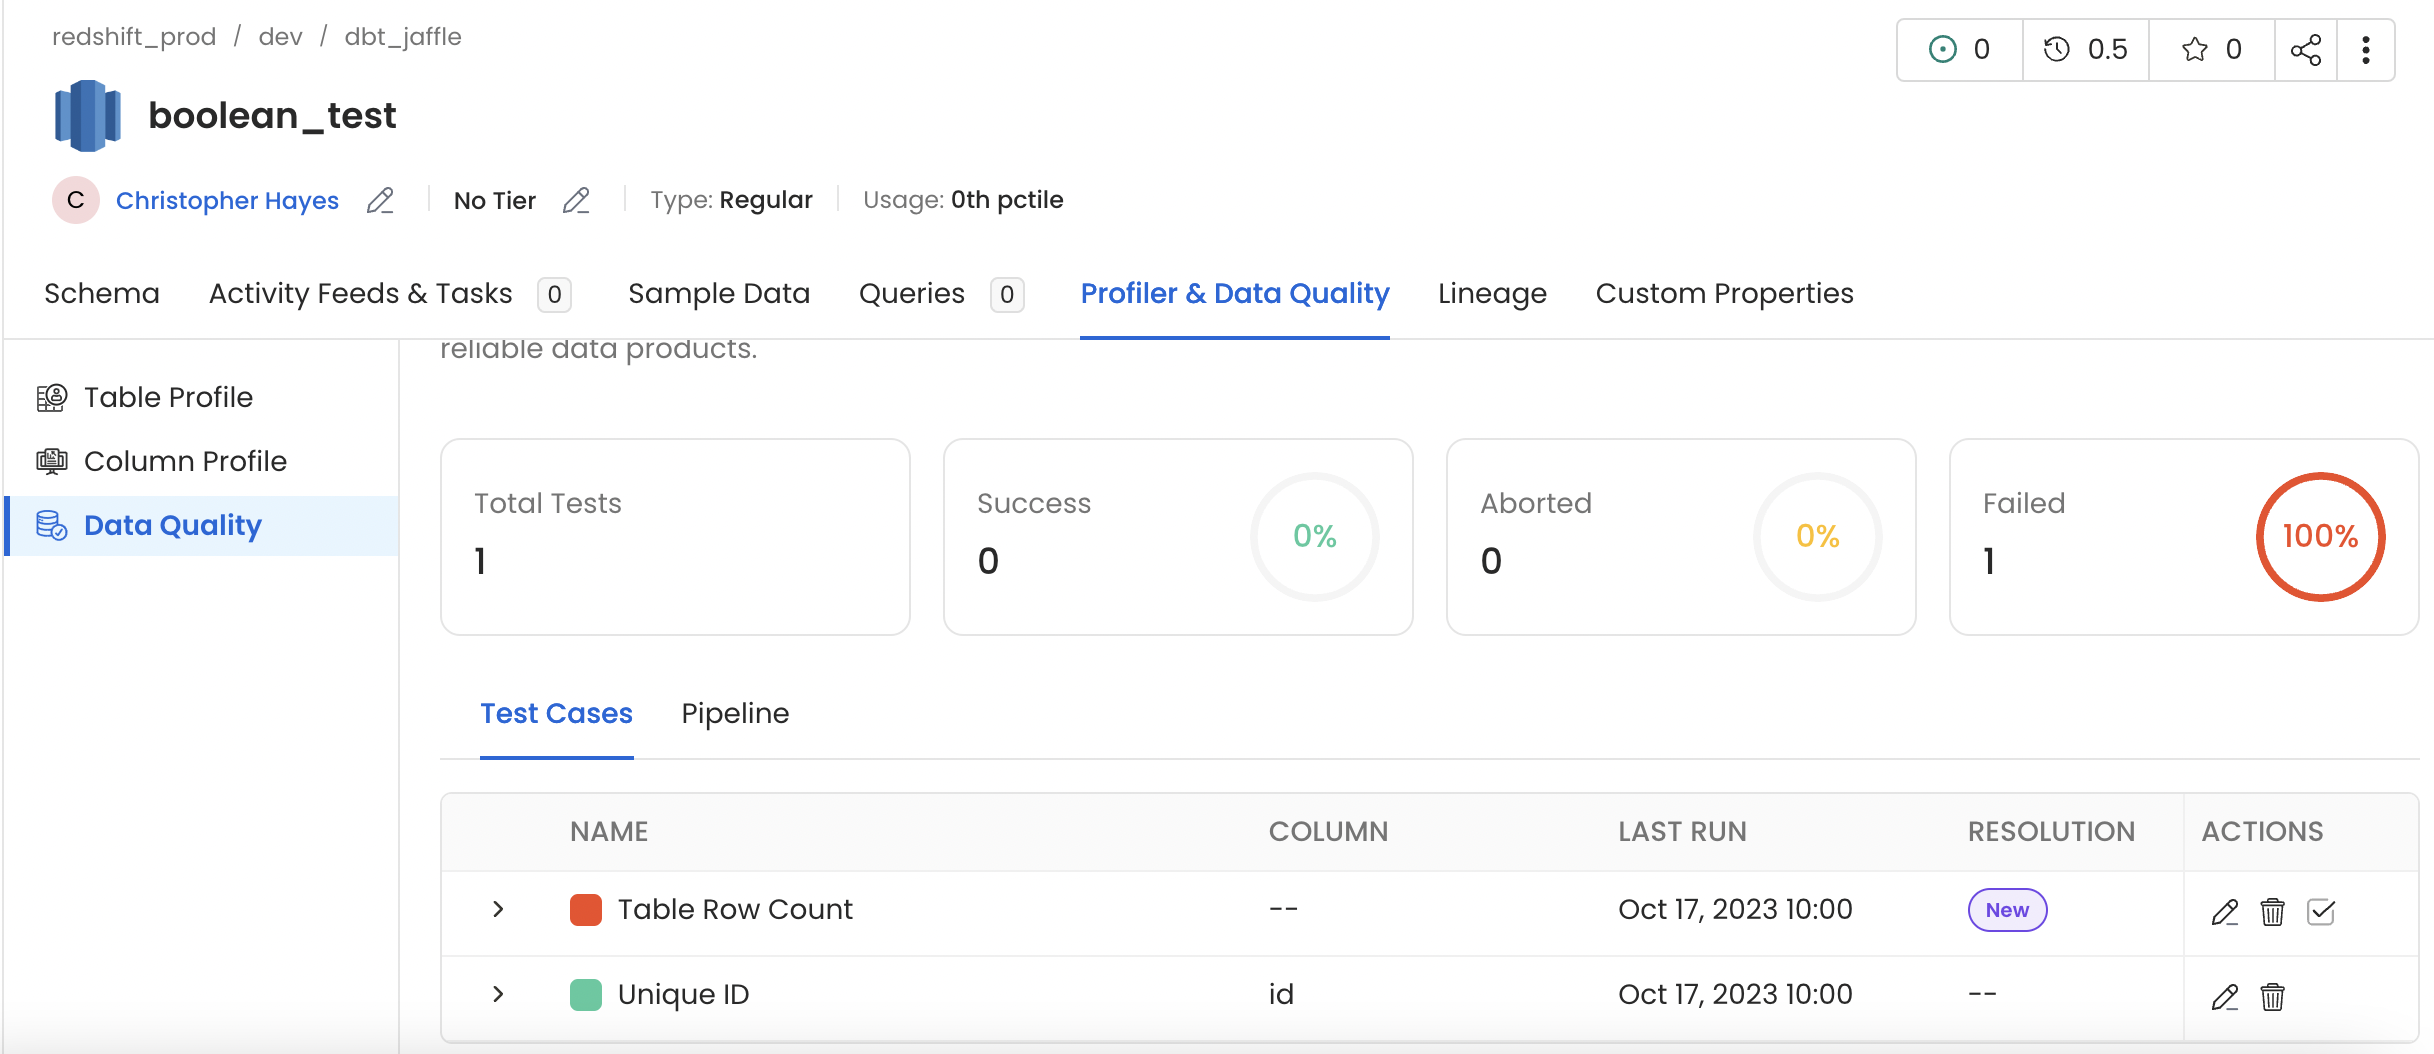 redshift_prod / dev / dbt_jaffle
0 0.5 0
boolean_test
C Christopher Hayes No Tier Type: Regular Usage: 0th pctile
Schema Activity Feeds & Tasks 0 Sample Data Queries 0 Profiler & Data Quality Lineage Custom Properties
reliable data products.
Table Profile
Column Profile
Data Quality
Total Tests
1
Success
0
0%
Aborted
0
0%
Failed
1
100%
Test Cases Pipeline
NAME COLUMN LAST RUN RESOLUTION ACTIONS
Table Row Count -- Oct 17, 2023 10:00 New
Unique ID id Oct 17, 2023 10:00 --